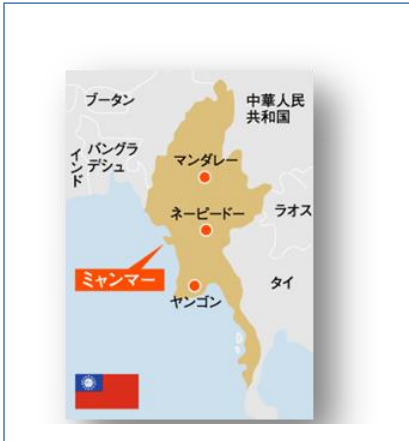 ブータン
中華人民
共和国
インド
バングラ
デシュ
マンダレー
ネーピードー
ラオス
ミャンマー
タイ
ヤンゴン